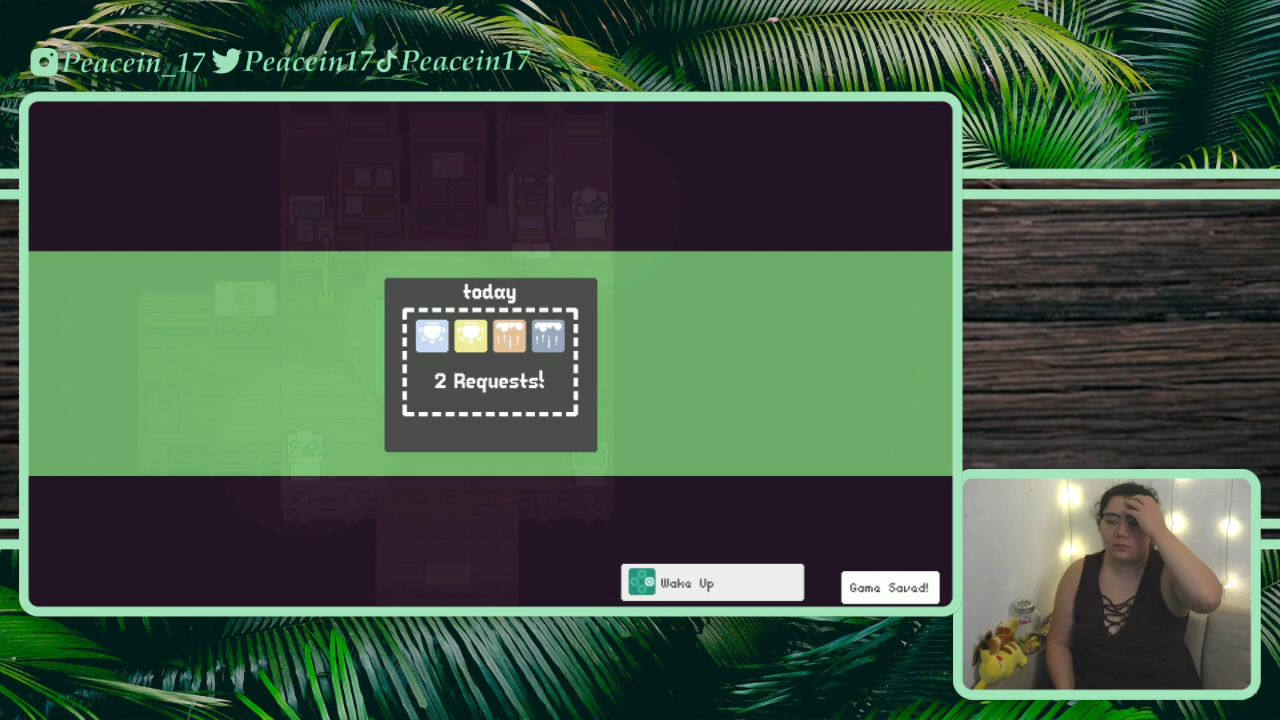 Peacein_17 Peacein17 Peacein17
today
2 Requests!
Wake Up
Game Saved!